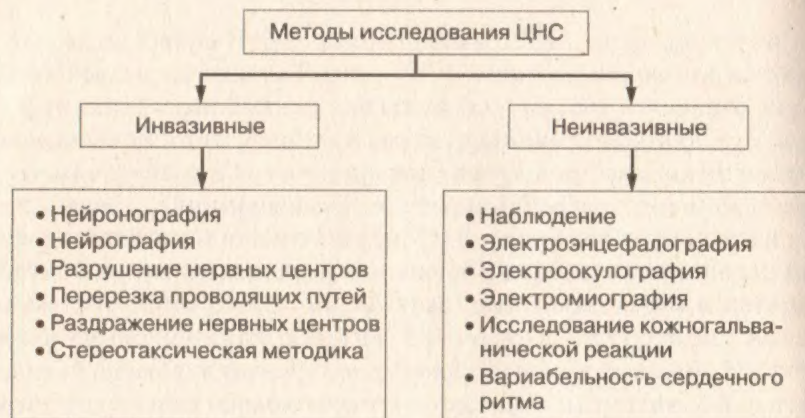 Методы исследования ЦНС
Инвазивные
Неинвазивные
• Нейронография
• Нейрография
• Разрушение нервных центров
• Перерезка проводящих путей
• Раздражение нервных центров
• Стереотаксическая методика
• Наблюдение
• Электроэнцефалография
• Электроокулография
• Электромиография
• Исследование кожногальва-
нической реакции
• Вариабельность сердечного
ритма